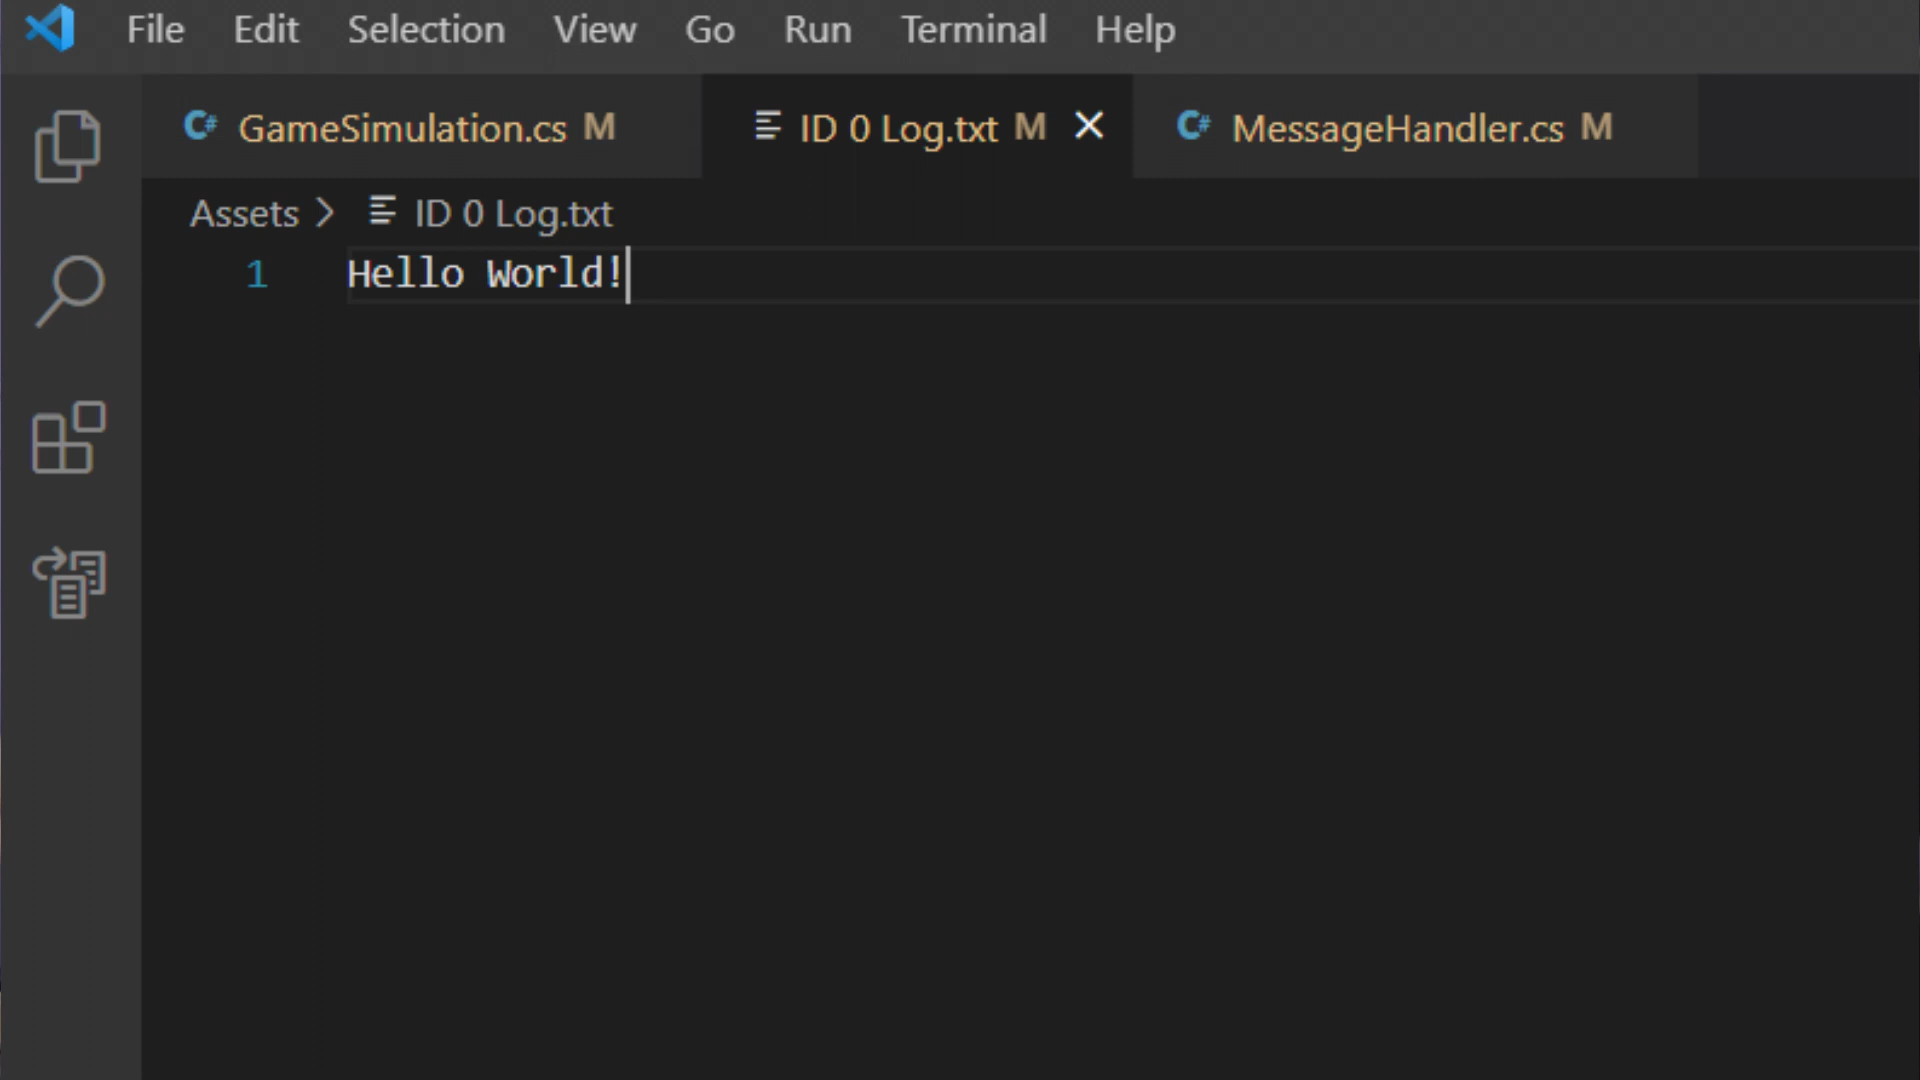 File Edit Selection View Go Run Terminal Help
C# GameSimulation.cs M ID 0 Log.txt M C# MessageHandler.cs M
Assets > ID 0 Log.txt
1 Hello World!